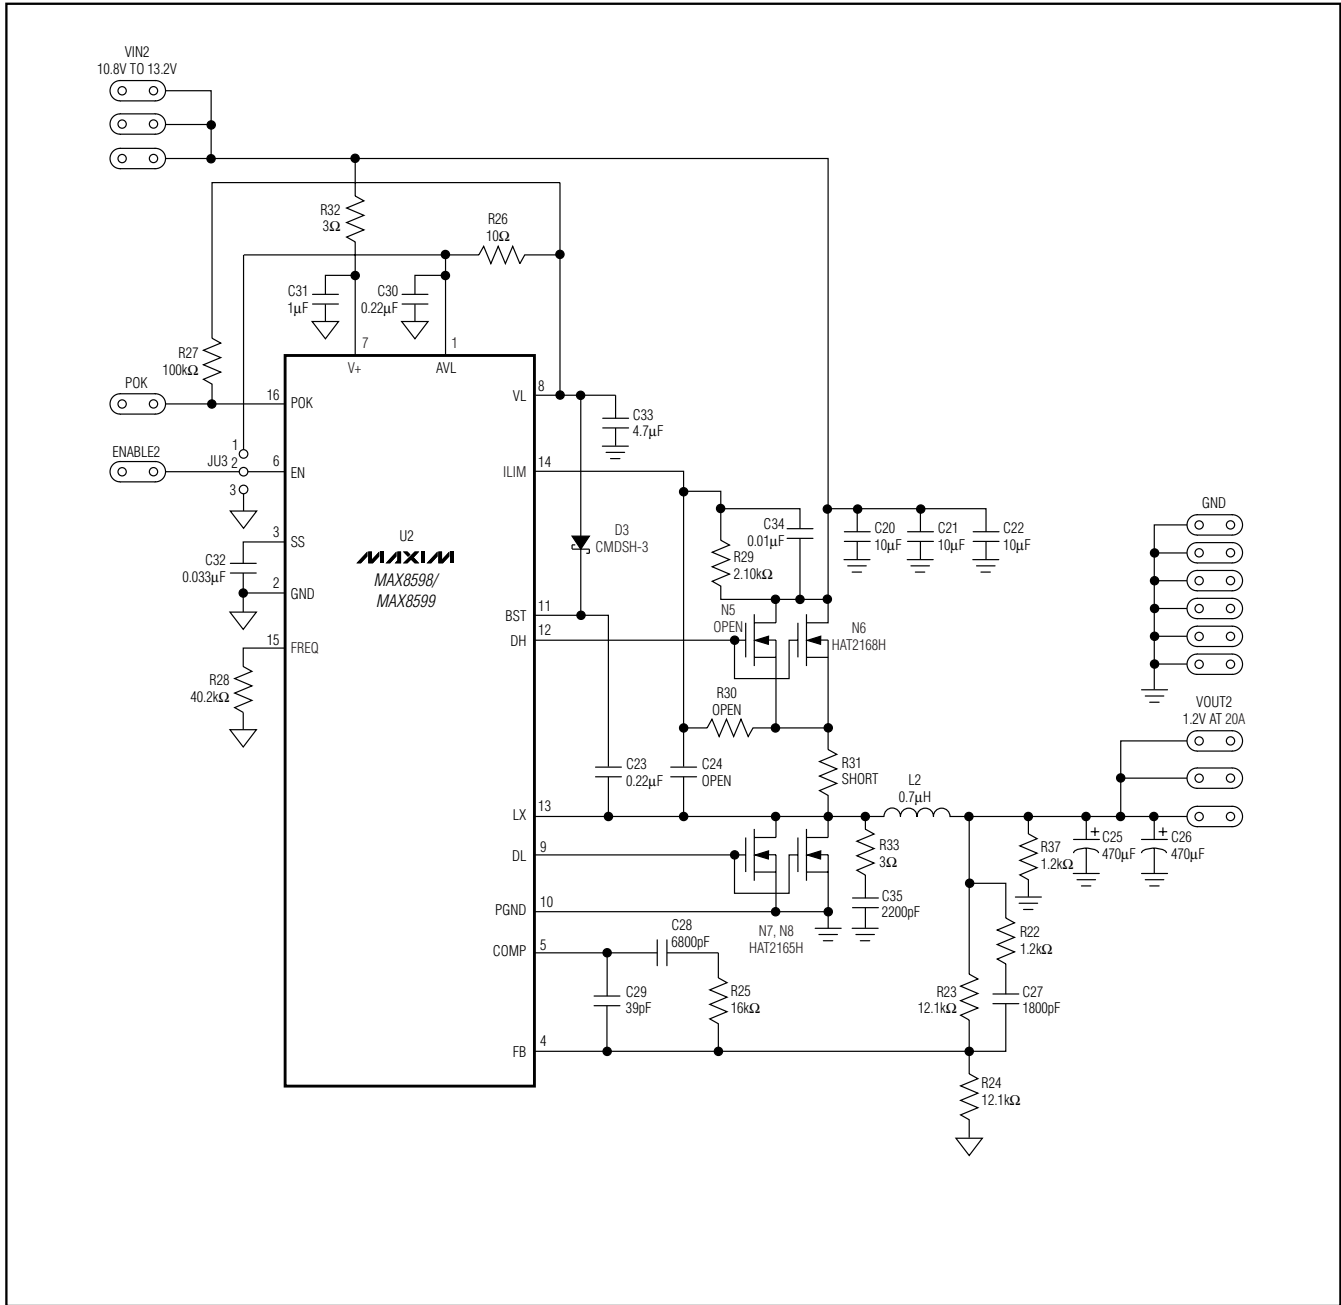 VIN2
10.8V TO 13.2V
R32
3Ω
R26
10Ω
C31
1µF
C30
0.22µF
7
1
V+
AVL
R27
100kΩ
POK
16
POK
VL
8
C33
4.7µF
ENABLE2
1
JU3
2
3
6
EN
ILIM
14
3
SS
C32
0.033µF
2
GND
U2
MAXIM
MAX8598/
MAX8599
D3
CMDSH-3
C34
0.01µF
R29
2.10kΩ
C20
10µF
C21
10µF
C22
10µF
GND
BST
11
DH
12
N5
OPEN
N6
HAT2168H
15
FREQ
R28
40.2kΩ
R30
OPEN
VOUT2
1.2V AT 20A
C23
0.22µF
C24
OPEN
R31
SHORT
L2
0.7µH
LX
13
DL
9
PGND
10
R33
3Ω
C35
2200pF
R37
1.2kΩ
+
C25
470µF
+
C26
470µF
N7, N8
HAT2165H
COMP
5
C28
6800pF
R22
1.2kΩ
C29
39pF
R25
16kΩ
R23
12.1kΩ
C27
1800pF
FB
4
R24
12.1kΩ